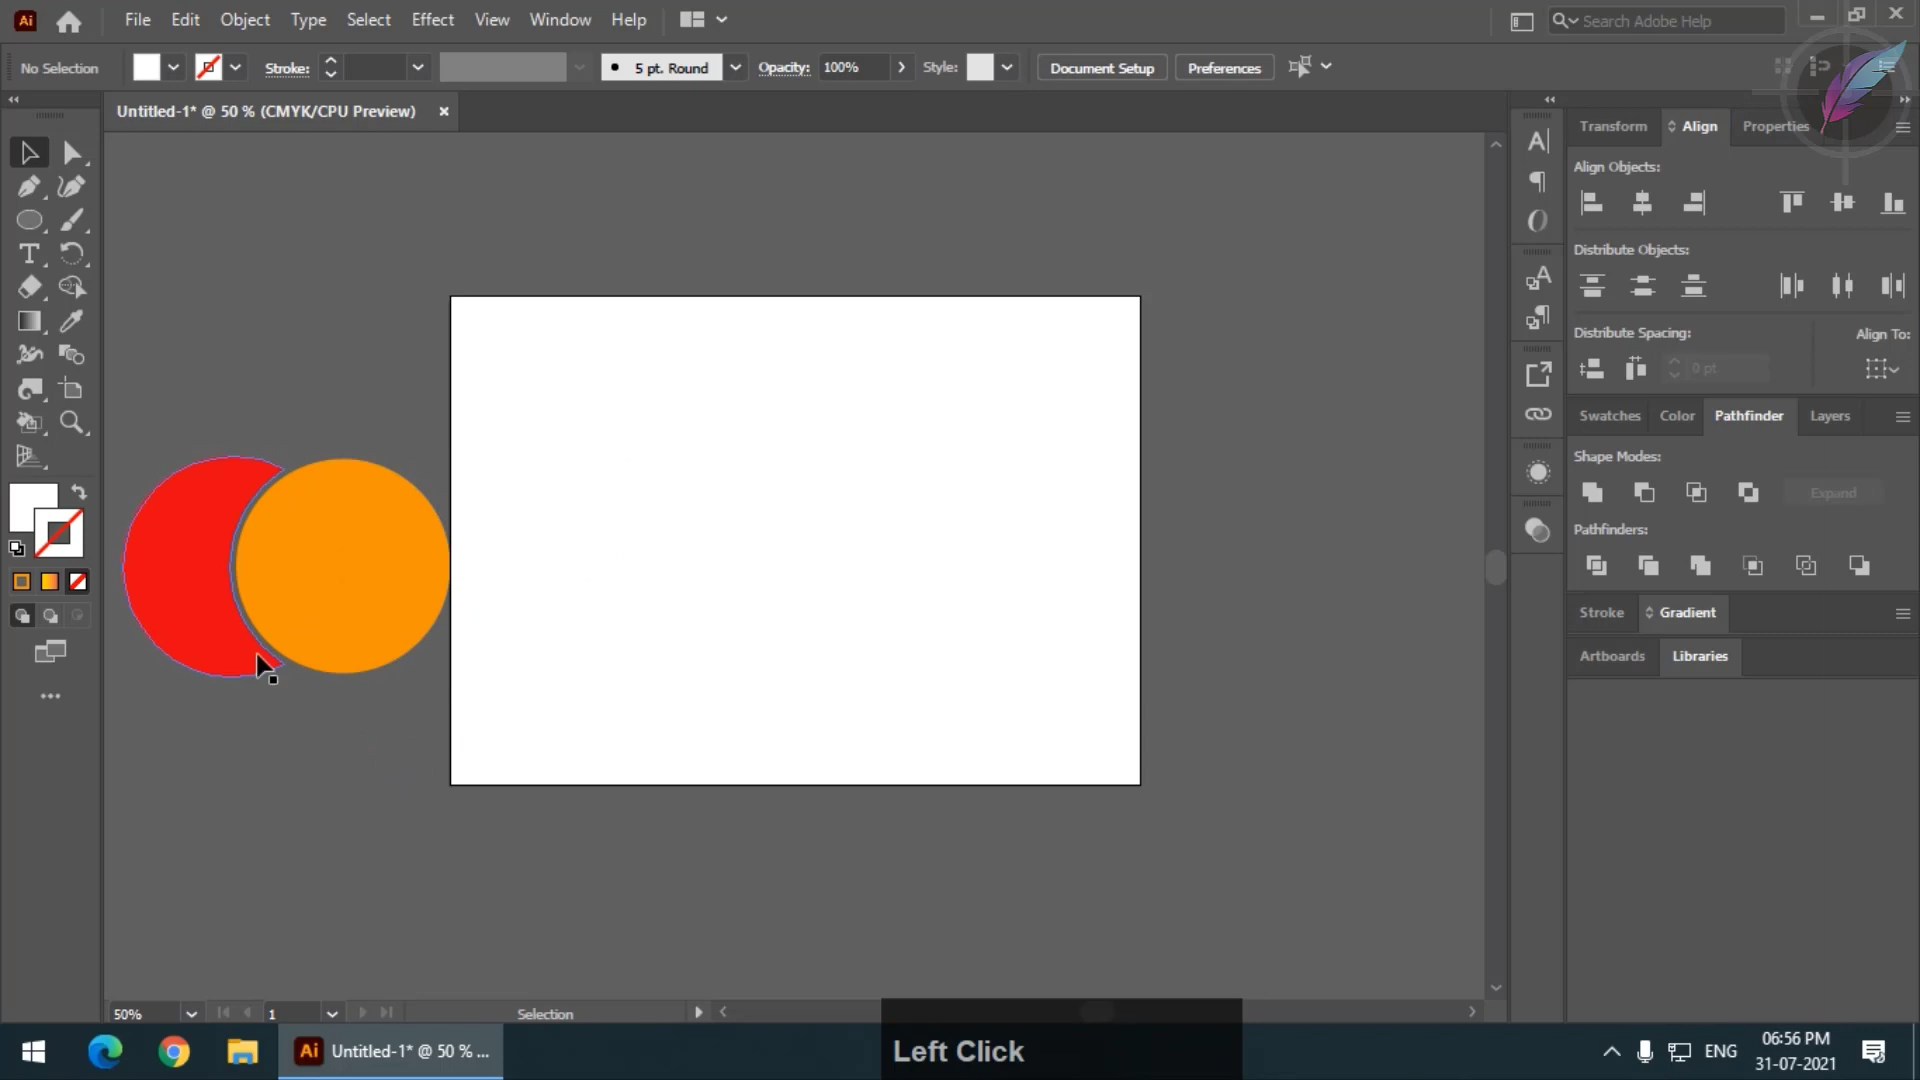 Ai File Edit Object Type Select Effect View Window Help Search Adobe Help
No Selection Stroke: 5 pt. Round Opacity: 100% Style: Document Setup Preferences
Untitled-1* @ 50 % (CMYK/CPU Preview)
Transform Align Properties
Align Objects:
Distribute Objects:
Distribute Spacing: Align To:
0 pt
Swatches Color Pathfinder Layers
Shape Modes:
Expand
Pathfinders:
Stroke Gradient
Artboards Libraries
50% 1 Selection
Left Click
Ai Untitled-1* @ 50 % ...
ENG
06:56 PM
31-07-2021